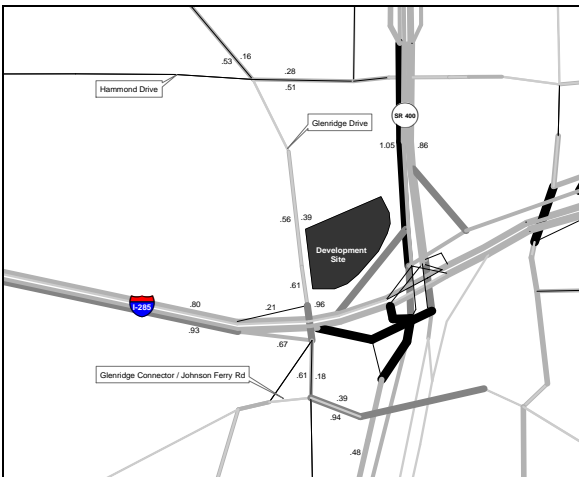 .16
.53
.28
.51
Hammond Drive
Glenridge Drive
SR 400
1.05
.86
.56
.39
Development
Site
.61
.96
.21
.80
I-285
.93
.67
Glenridge Connector / Johnson Ferry Rd
.61
.18
.39
.94
.48